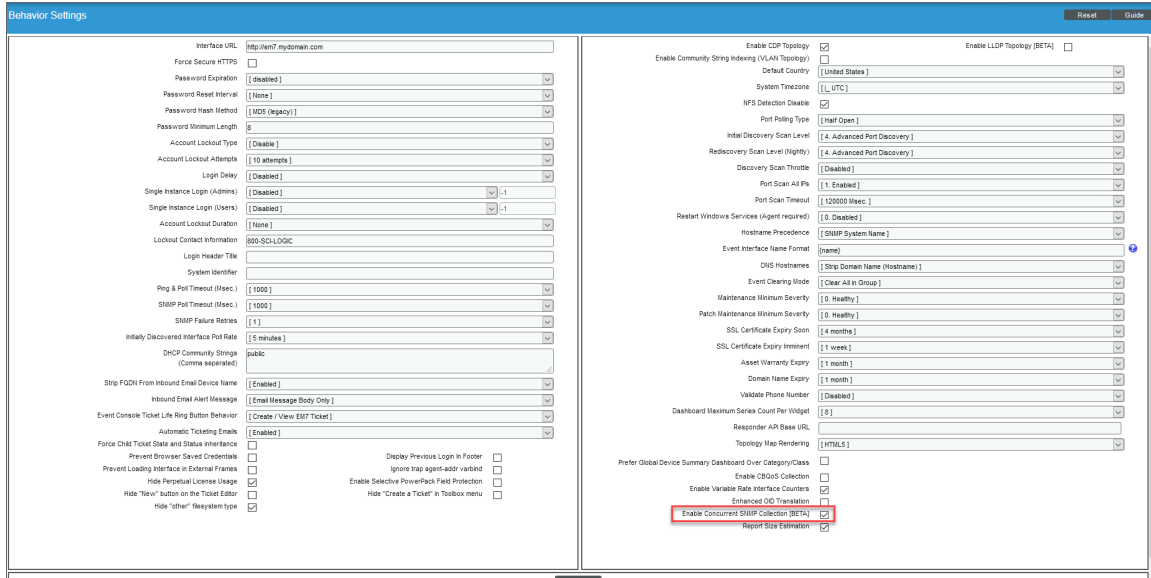 Behavior Settings
Reset Guide
Interface URL http://em7.mydomain.com
Force Secure HTTPS
Password Expiration [ disabled ]
Password Reset Interval [ None ]
Password Hash Method [ MD5 (legacy) ]
Password Minimum Length 8
Account Lockout Type [ Disable ]
Account Lockout Attempts [ 10 attempts ]
Login Delay [ Disabled ]
Single Instance Login (Admins) [ Disabled ] -1
Single Instance Login (Users) [ Disabled ] -1
Account Lockout Duration [ None ]
Lockout Contact Information 800-SCI-LOGIC
Login Header Title
System Identifier
Ping & Poll Timeout (Msec.) [ 1000 ]
SNMP Poll Timeout (Msec.) [ 1000 ]
SNMP Failure Retries [ 1 ]
Initially Discovered Interface Poll Rate [ 5 minutes ]
DHCP Community Strings public
(Comma seperated)
Strip FQDN From Inbound Email Device Name [ Enabled ]
Inbound Email Alert Message [ Email Message Body Only ]
Event Console Ticket Life Ring Button Behavior [ Create / View EM7 Ticket ]
Automatic Ticketing Emails [ Enabled ]
Force Child Ticket State and Status inheritance
Prevent Browser Saved Credentials Display Previous Login In Footer
Prevent Loading Interface in External Frames Ignore trap agent-addr varbind
Hide Perpetual License Usage Enable Selective PowerPack Field Protection
Hide "New" button on the Ticket Editor Hide "Create a Ticket" in Toolbox menu
Hide "other" filesystem type
Enable CDP Topology Enable LLDP Topology [BETA]
Enable Community String Indexing (VLAN Topology)
Default Country [ United States ]
System Timezone [ |_ UTC ]
NFS Detection Disable
Port Polling Type [ Half Open ]
Initial Discovery Scan Level [ 4. Advanced Port Discovery ]
Rediscovery Scan Level (Nightly) [ 4. Advanced Port Discovery ]
Discovery Scan Throttle [ Disabled ]
Port Scan All IPs [ 1. Enabled ]
Port Scan Timeout [ 120000 Msec. ]
Restart Windows Services (Agent required) [ 0. Disabled ]
Hostname Precedence [ SNMP System Name ]
Event Interface Name Format {name}
DNS Hostnames [ Strip Domain Name (Hostname) ]
Event Clearing Mode [ Clear All in Group ]
Maintenance Minimum Severity [ 0. Healthy ]
Patch Maintenance Minimum Severity [ 0. Healthy ]
SSL Certificate Expiry Soon [ 4 months ]
SSL Certificate Expiry Imminent [ 1 week ]
Asset Warranty Expiry [ 1 month ]
Domain Name Expiry [ 1 month ]
Validate Phone Number [ Disabled ]
Dashboard Maximum Series Count Per Widget [ 8 ]
Responder API Base URL
Topology Map Rendering [ HTML5 ]
Prefer Global Device Summary Dashboard Over Category/Class
Enable CBQoS Collection
Enable Variable Rate Interface Counters
Enhanced OID Translation
Enable Concurrent SNMP Collection [BETA]
Report Size Estimation